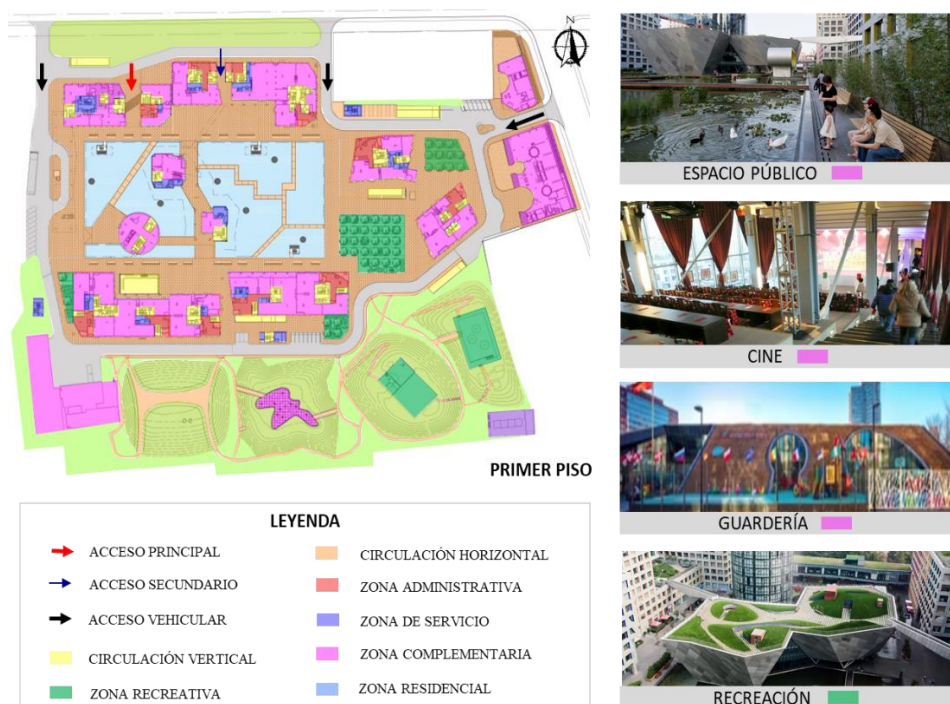 N
PRIMER PISO
LEYENDA
ACCESO PRINCIPAL
ACCESO SECUNDARIO
ACCESO VEHICULAR
CIRCULACIÓN VERTICAL
ZONA RECREATIVA
CIRCULACIÓN HORIZONTAL
ZONA ADMINISTRATIVA
ZONA DE SERVICIO
ZONA COMPLEMENTARIA
ZONA RESIDENCIAL
ESPACIO PÚBLICO
CINE
GUARDERÍA
RECREACIÓN